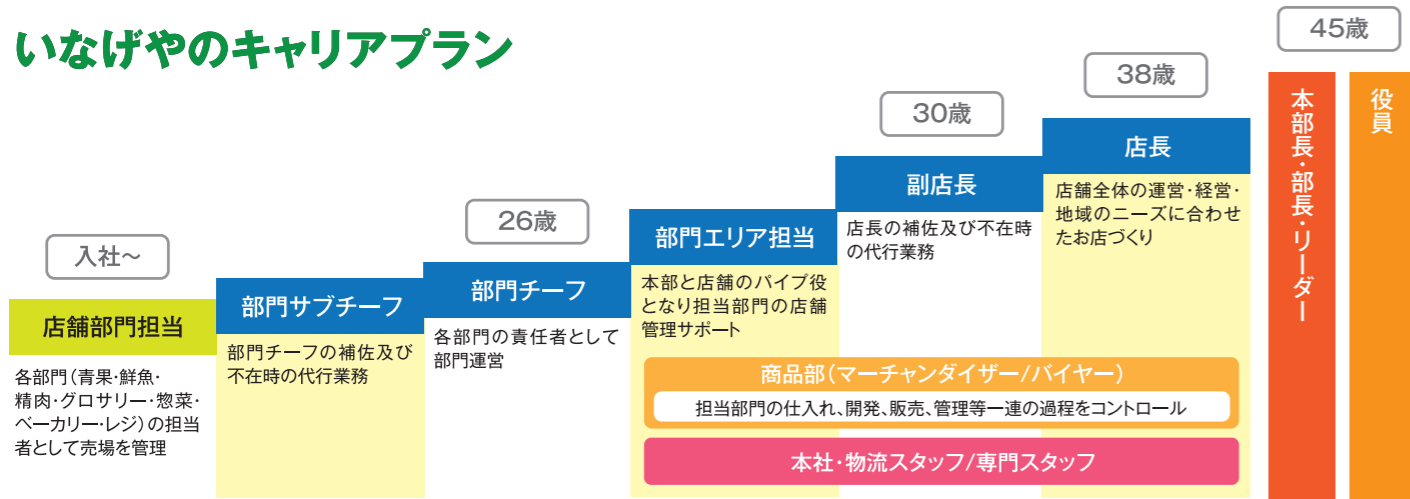 いなげやのキャリアプラン
入社～
店舗部門担当
各部門（青果・鮮魚・
精肉・グロサリー・惣菜・
ベーカリー・レジ）の担当
者として売場を管理
部門サブチーフ
部門チーフの補佐及び
不在時の代行業務
26歳
部門チーフ
各部門の責任者として
部門運営
部門エリア担当
本部と店舗のパイプ役
となり担当部門の店舗
管理サポート
30歳
副店長
店長の補佐及び不在時
の代行業務
38歳
店長
店舗全体の運営・経営・
地域のニーズに合わせ
たお店づくり
商品部（マーチャンダイザー/バイヤー）
担当部門の仕入れ、開発、販売、管理等一連の過程をコントロール
本社・物流スタッフ/専門スタッフ
45歳
本部長・部長・リーダー
役員